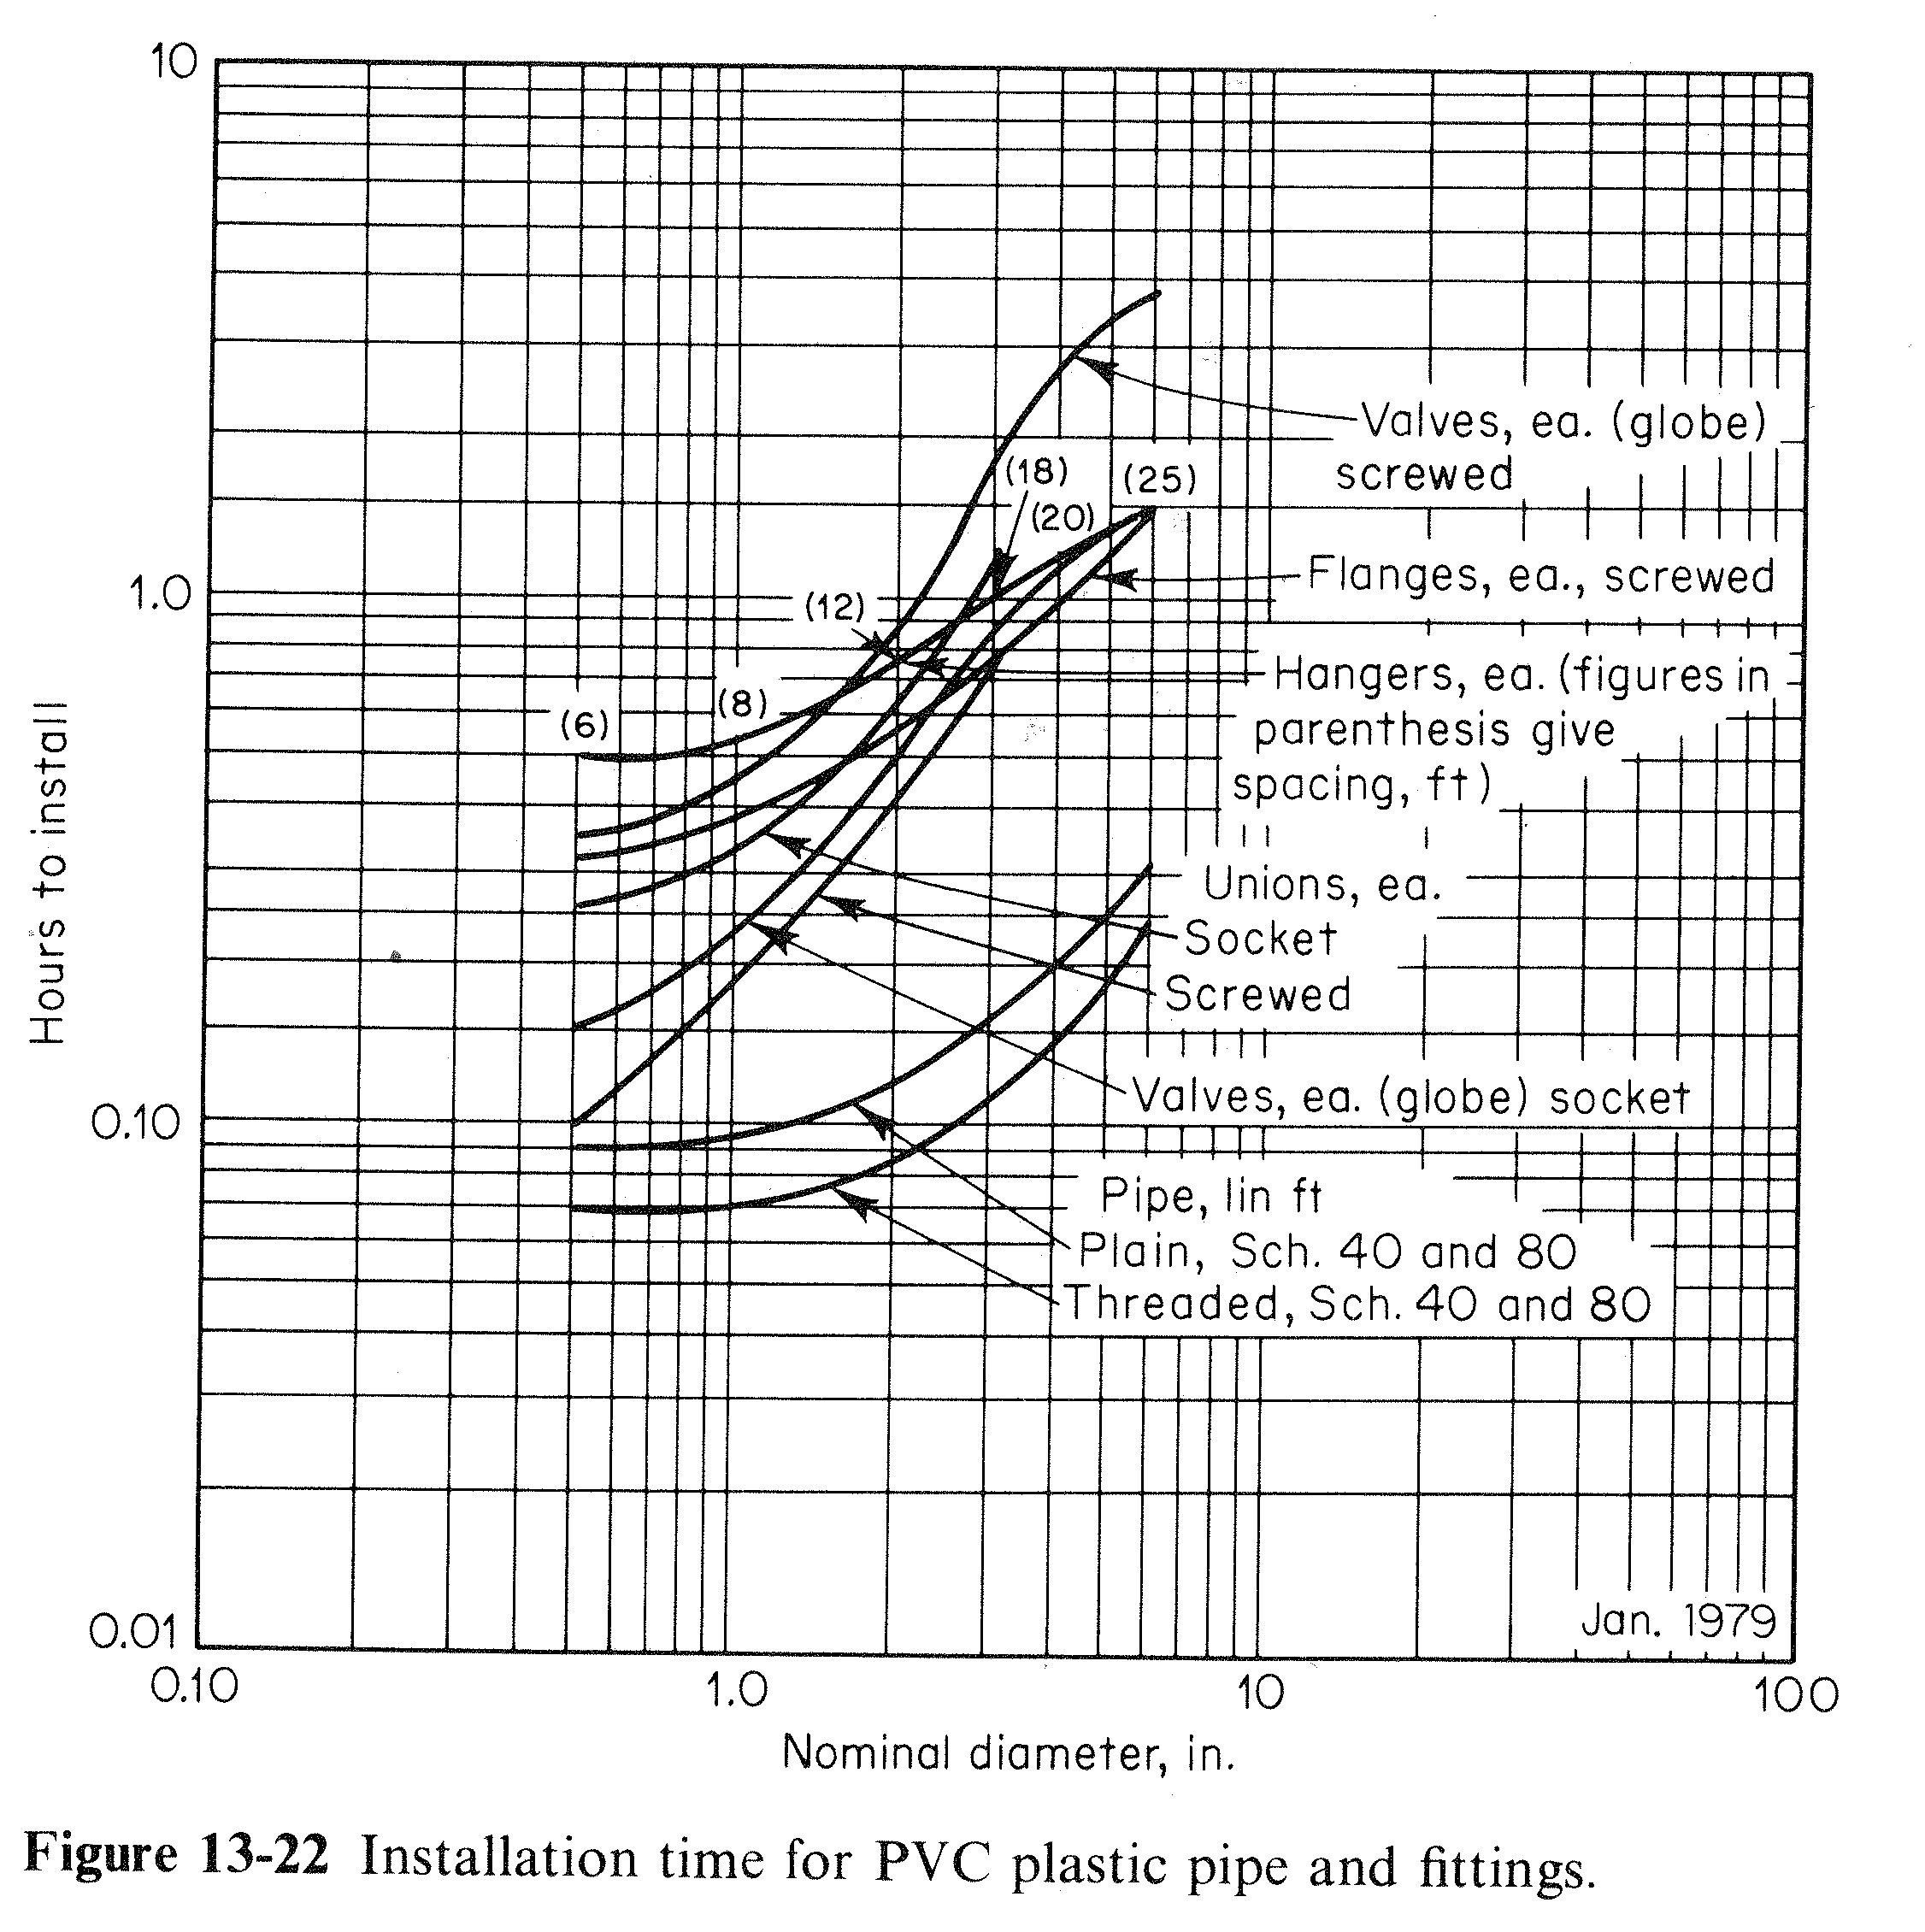 10
(18)
(25)
Valves, ea. (globe)
screwed
(20)
1.0
(12)
Flanges, ea., screwed
(6)
(8)
Hangers, ea. (figures in
parenthesis give
spacing, ft)
Hours to install
Unions, ea.
Socket
Screwed
0.10
Valves, ea. (globe) socket
Pipe, lin ft
Plain, Sch. 40 and 80
Threaded, Sch. 40 and 80
0.01
Jan. 1979
0.10
1.0
10
100
Nominal diameter, in.
Figure 13-22 Installation time for PVC plastic pipe and fittings.